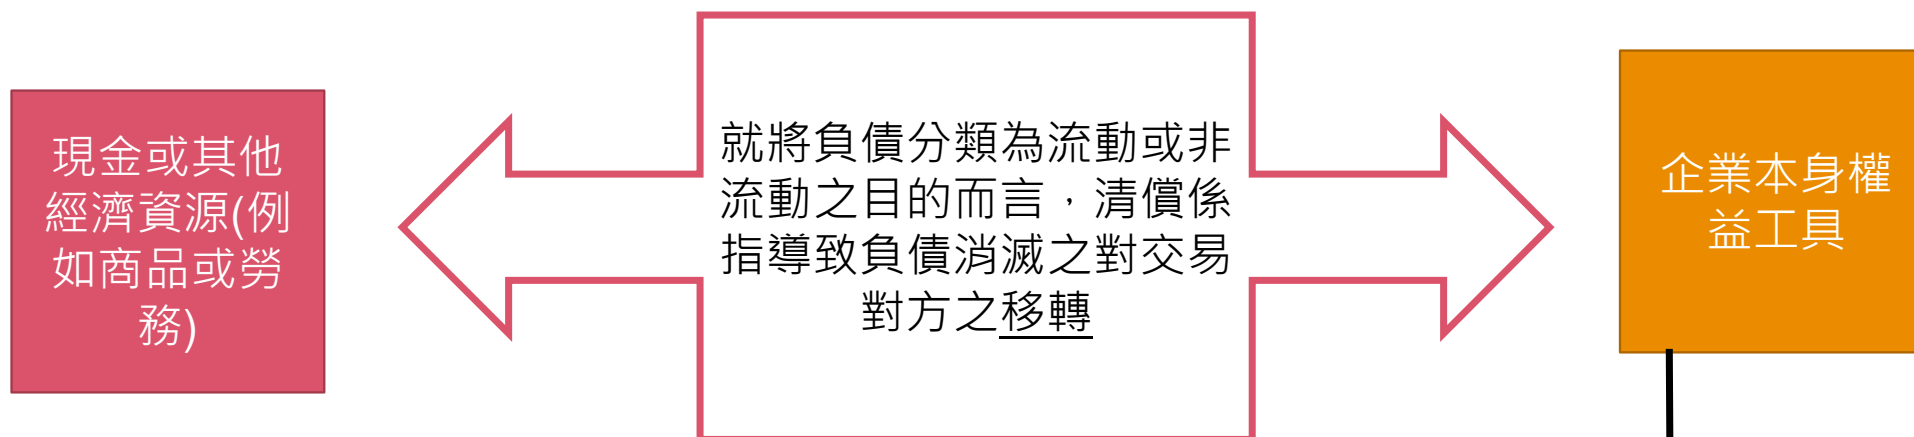 現金或其他
經濟資源(例
如商品或勞
務)
就將負債分類為流動或非
流動之目的而言，清償係
指導致負債消滅之對交易
對方之移轉
企業本身權
益工具